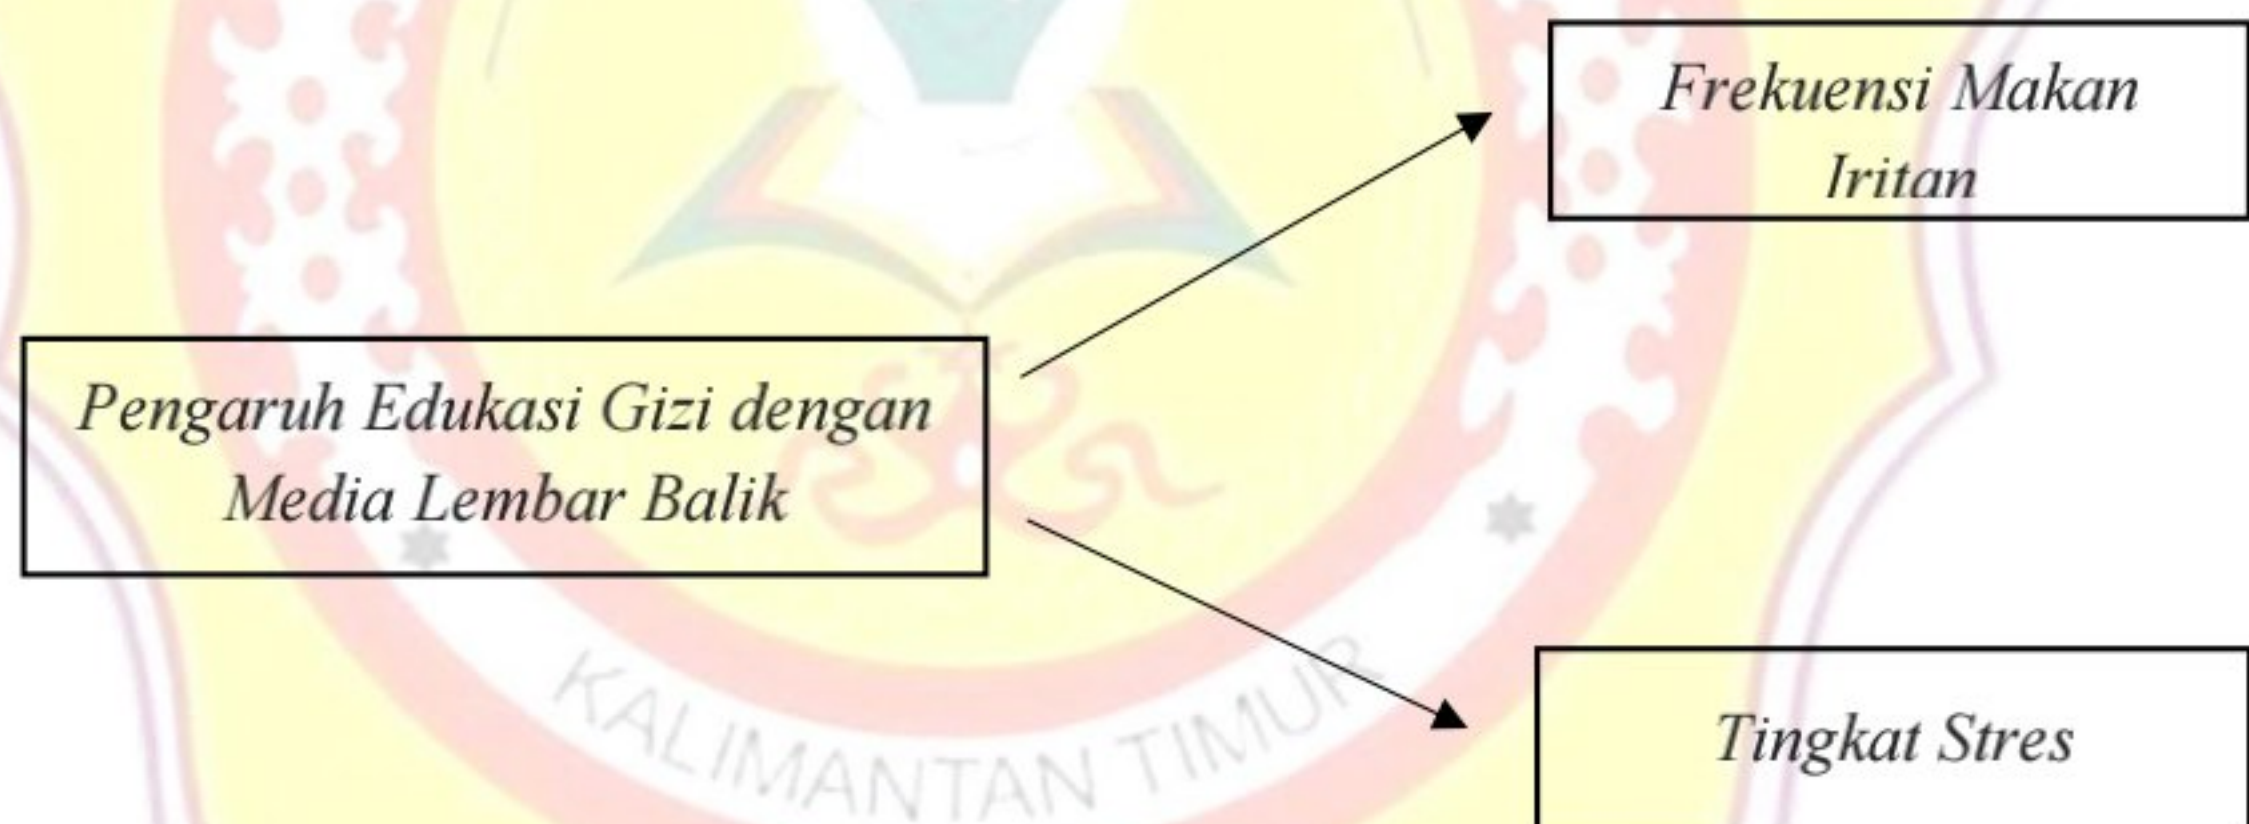 Frekuensi Makan
Iritan
Pengaruh Edukasi Gizi dengan
Media Lembar Balik
Tingkat Stres
KALIMANTAN TIMUR